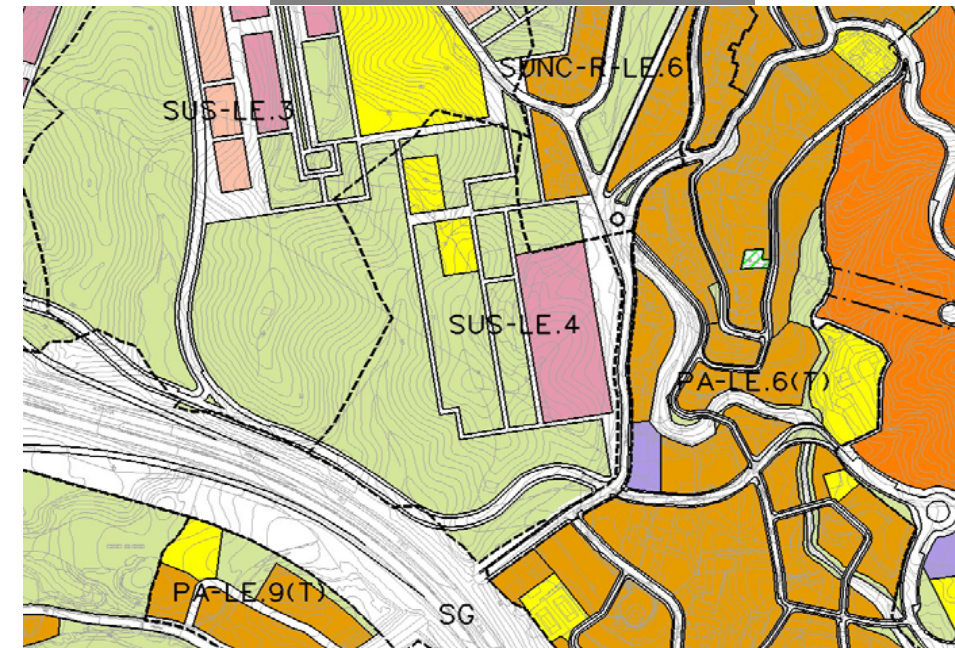 SUNC-R-LE.6
SUS-LE.3
SUS-LE.4
PA-LE.6(T)
PA-LE.9(T)
SG